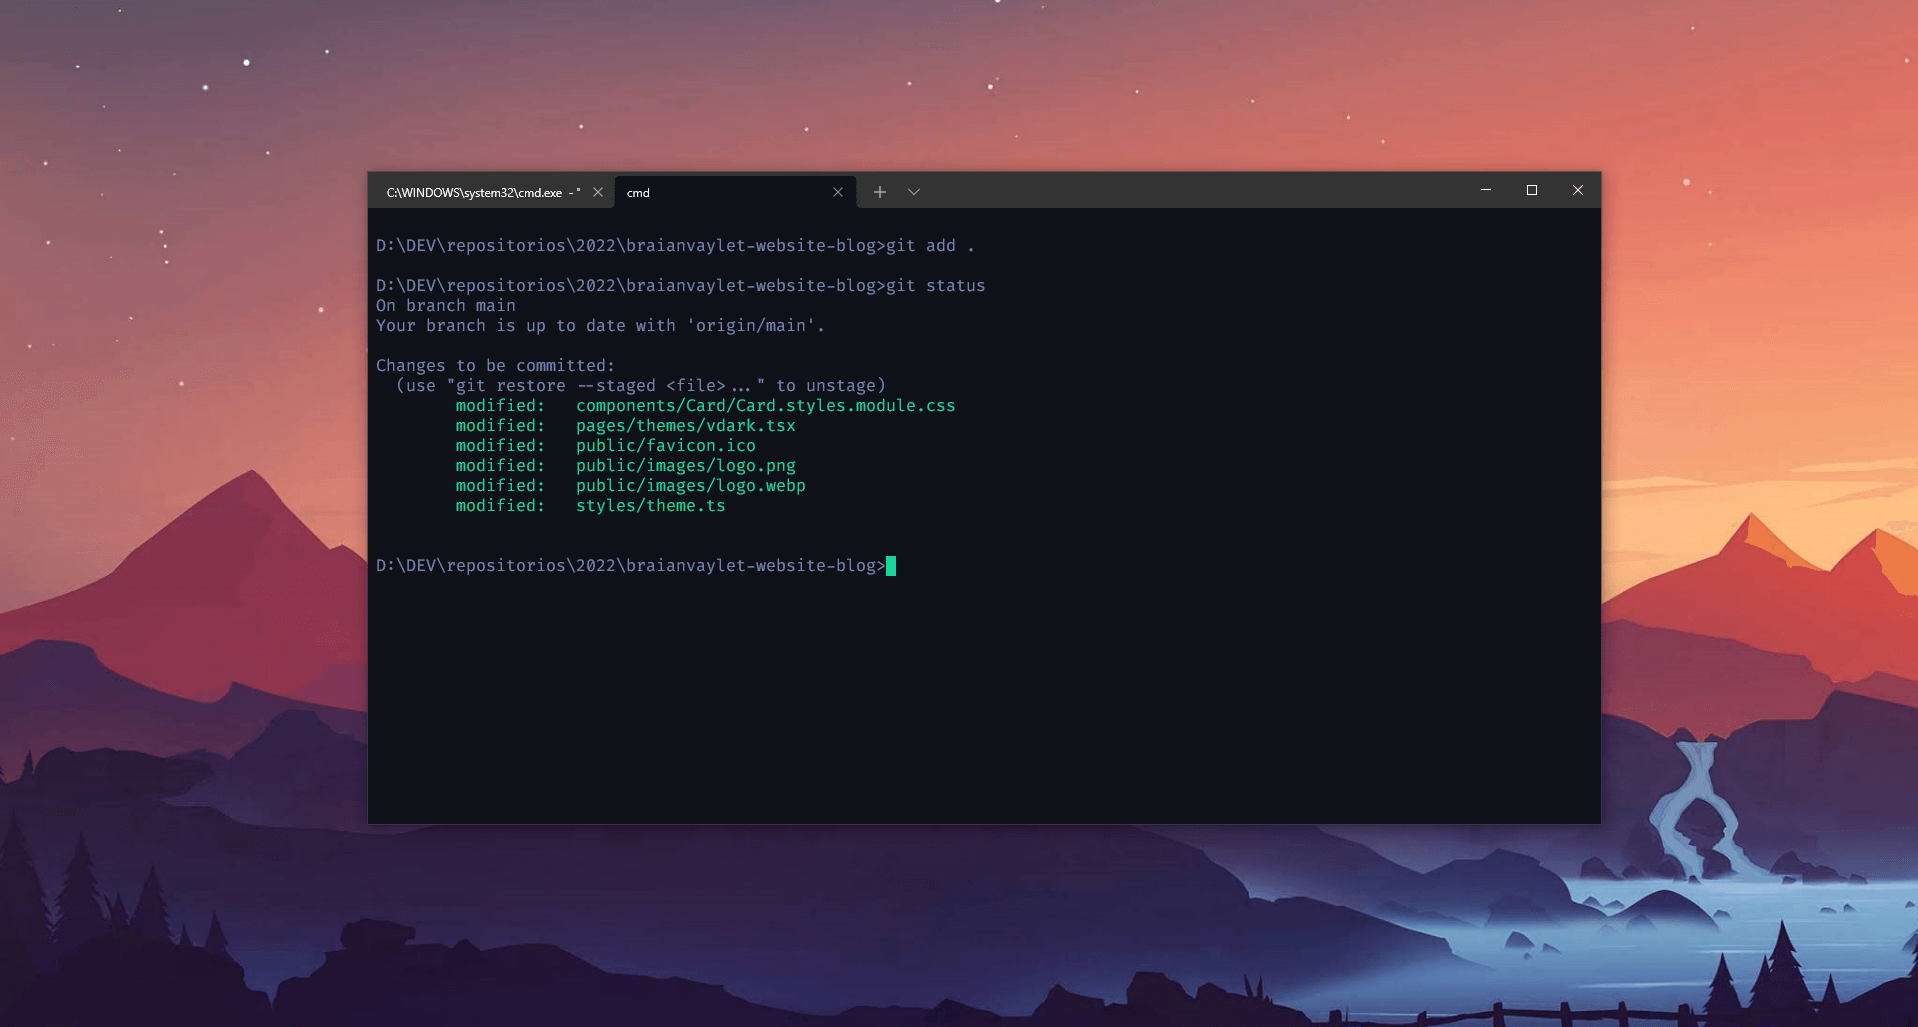 C:\WINDOWS\system32\cmd.exe - "
cmd
D:\DEV\repositorios\2022\braianvaylet-website-blog>git add .
D:\DEV\repositorios\2022\braianvaylet-website-blog>git status
On branch main
Your branch is up to date with 'origin/main'.
Changes to be committed:
  (use "git restore --staged <file>..." to unstage)
        modified:   components/Card/Card.styles.module.css
        modified:   pages/themes/vdark.tsx
        modified:   public/favicon.ico
        modified:   public/images/logo.png
        modified:   public/images/logo.webp
        modified:   styles/theme.ts
D:\DEV\repositorios\2022\braianvaylet-website-blog>